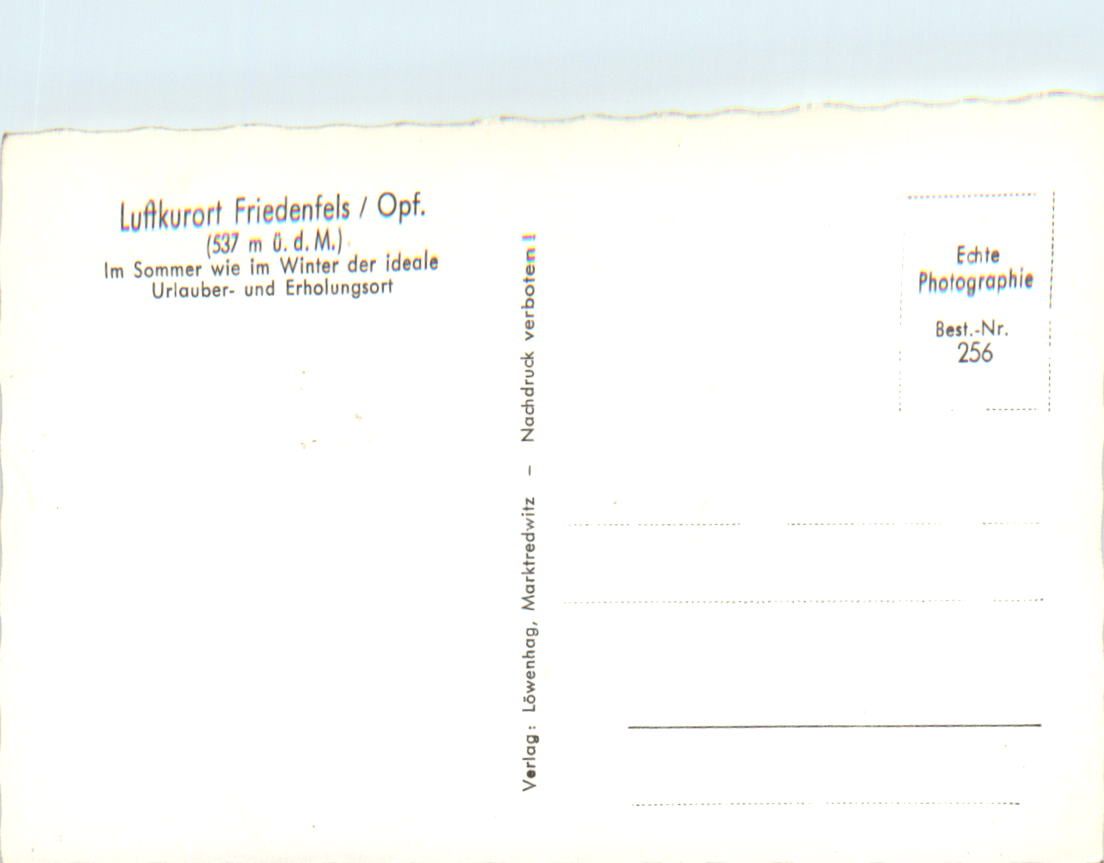 Luftkurort Friedenfels / Opf.
(537 m ü. d. M.)
Im Sommer wie im Winter der ideale
Urlauber- und Erholungsort
Verlag: Löwenhag, Marktredwitz – Nachdruck verboten!
Echte
Photographie
Best.-Nr.
256